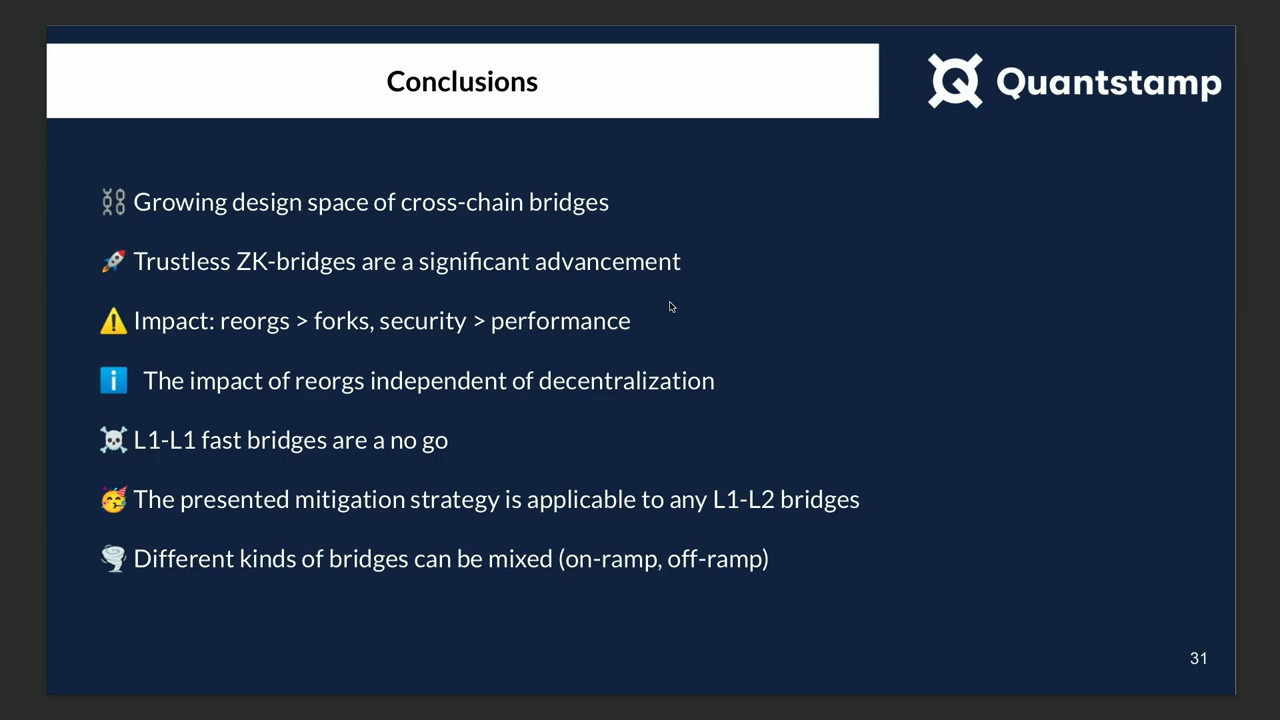 Conclusions
Quantstamp
⛓️ Growing design space of cross-chain bridges
🚀 Trustless ZK-bridges are a significant advancement
⚠️ Impact: reorgs > forks, security > performance
ℹ️ The impact of reorgs independent of decentralization
☠️ L1-L1 fast bridges are a no go
🥳 The presented mitigation strategy is applicable to any L1-L2 bridges
🌪️ Different kinds of bridges can be mixed (on-ramp, off-ramp)
31